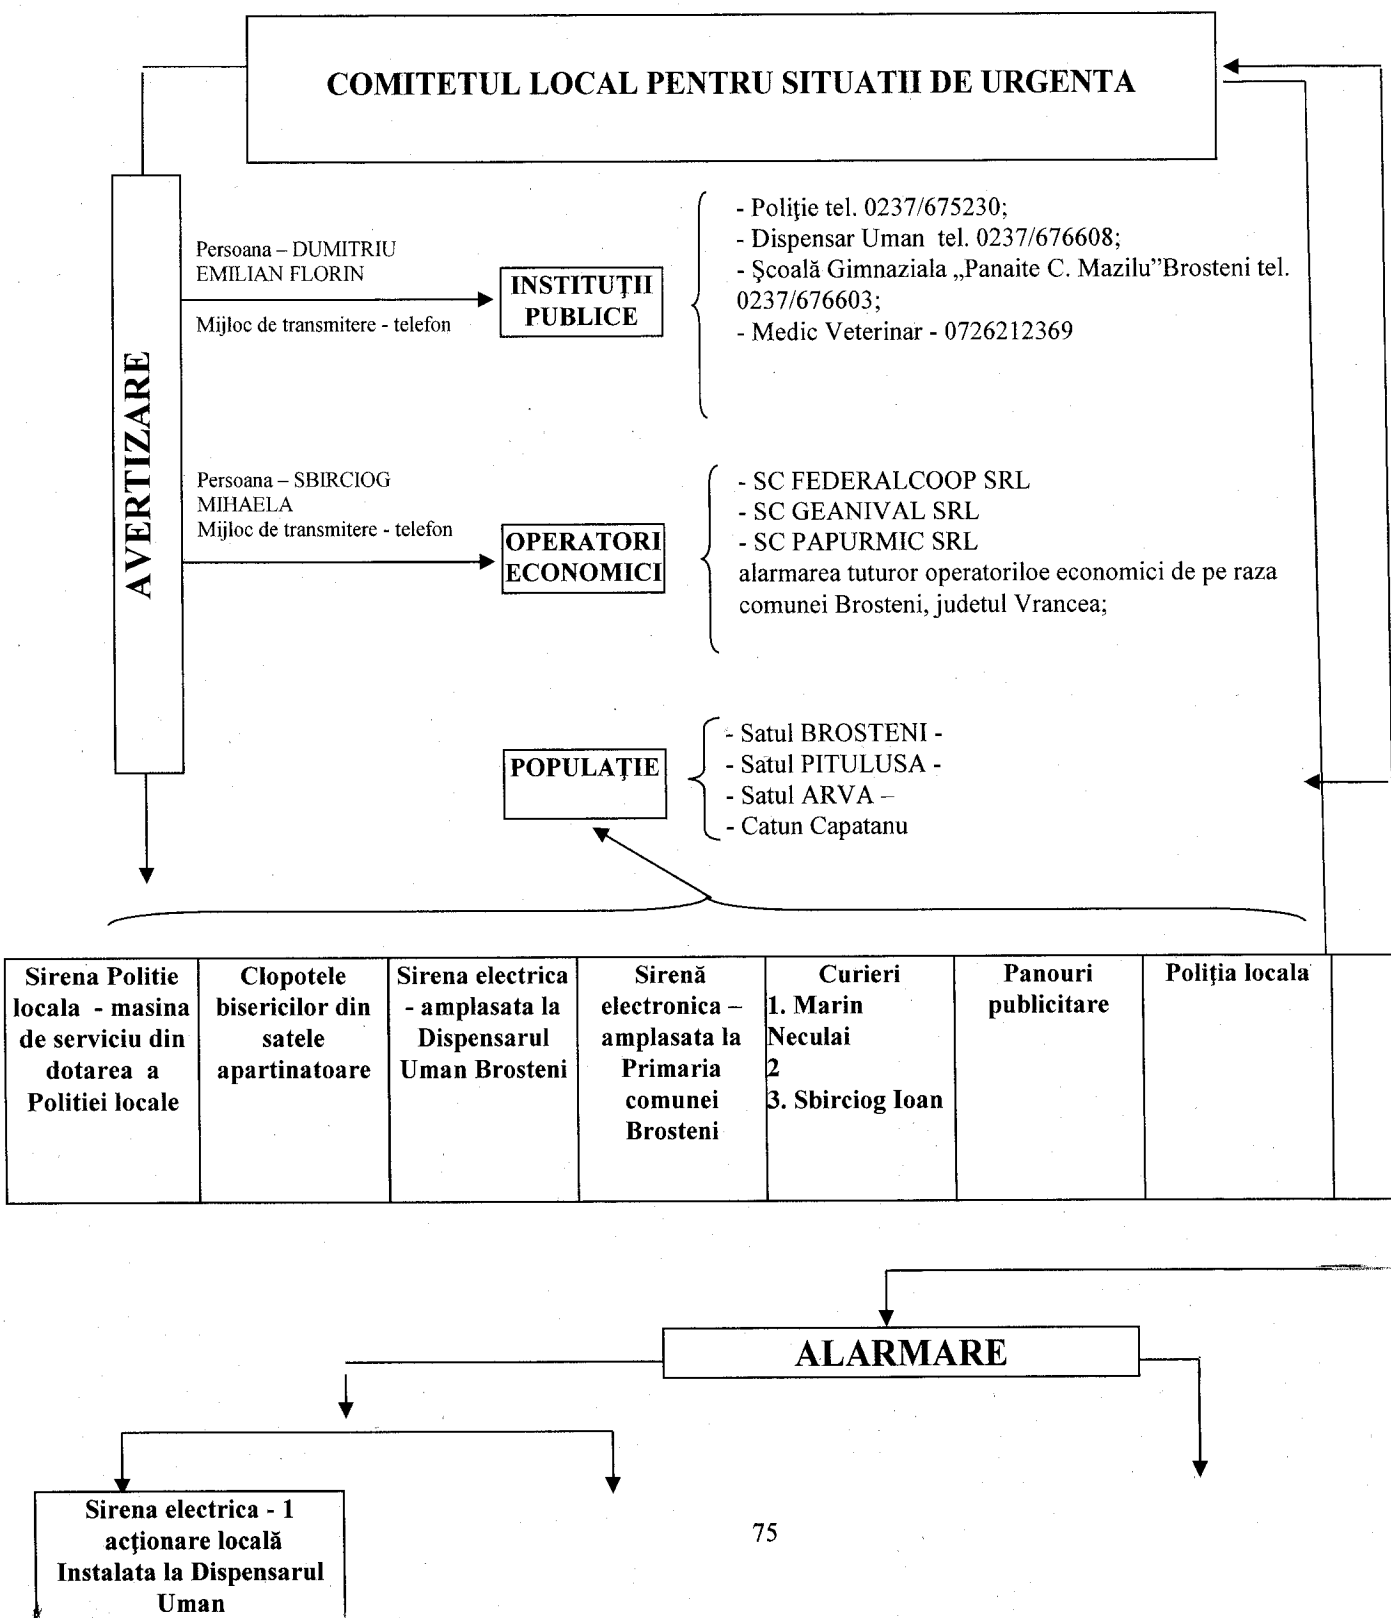 COMITETUL LOCAL PENTRU SITUATII DE URGENTA
AVERTIZARE
Persoana – DUMITRIU
EMILIAN FLORIN
Mijloc de transmitere - telefon
INSTITUŢII
PUBLICE
- Poliţie tel. 0237/675230;
- Dispensar Uman tel. 0237/676608;
- Şcoală Gimnaziala „Panaite C. Mazilu”Brosteni tel.
0237/676603;
- Medic Veterinar - 0726212369
Persoana – SBIRCIOG
MIHAELA
Mijloc de transmitere - telefon
OPERATORI
ECONOMICI
- SC FEDERALCOOP SRL
- SC GEANIVAL SRL
- SC PAPURMIC SRL
alarmarea tuturor operatoriloe economici de pe raza
comunei Brosteni, judetul Vrancea;
POPULAŢIE
- Satul BROSTENI -
- Satul PITULUSA -
- Satul ARVA –
- Catun Capatanu
Sirena Politie
locala - masina
de serviciu din
dotarea a
Politiei locale
Clopotele
bisericilor din
satele
apartinatoare
Sirena electrica
- amplasata la
Dispensarul
Uman Brosteni
Sirenă
electronica –
amplasata la
Primaria
comunei
Brosteni
Curieri
1. Marin
Neculai
2
3. Sbirciog Ioan
Panouri
publicitare
Poliţia locala
ALARMARE
Sirena electrica - 1
acţionare locală
Instalata la Dispensarul
Uman
75